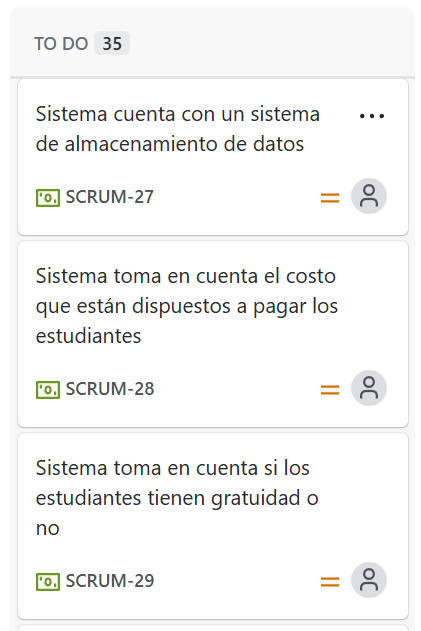 TO DO 35
Sistema cuenta con un sistema
de almacenamiento de datos
SCRUM-27
Sistema toma en cuenta el costo
que están dispuestos a pagar los
estudiantes
SCRUM-28
Sistema toma en cuenta si los
estudiantes tienen gratuidad o
no
SCRUM-29